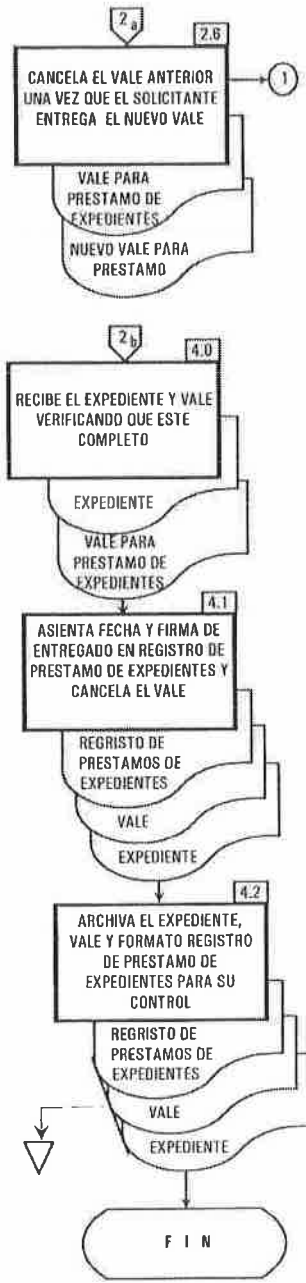 2a
2.6
CANCELA EL VALE ANTERIOR
UNA VEZ QUE EL SOLICITANTE
ENTREGA EL NUEVO VALE
1
VALE PARA
PRESTAMO DE
EXPEDIENTES
NUEVO VALE PARA
PRESTAMO
2b
4.0
RECIBE EL EXPEDIENTE Y VALE
VERIFICANDO QUE ESTE
COMPLETO
EXPEDIENTE
VALE PARA
PRESTAMO DE
EXPEDIENTES
4.1
ASIENTA FECHA Y FIRMA DE
ENTREGADO EN REGISTRO DE
PRESTAMO DE EXPEDIENTES Y
CANCELA EL VALE
REGRISTO DE
PRESTAMOS DE
EXPEDIENTES
VALE
EXPEDIENTE
4.2
ARCHIVA EL EXPEDIENTE,
VALE Y FORMATO REGISTRO
DE PRESTAMO DE
EXPEDIENTES PARA SU
CONTROL
REGRISTO DE
PRESTAMOS DE
EXPEDIENTES
VALE
EXPEDIENTE
F I N